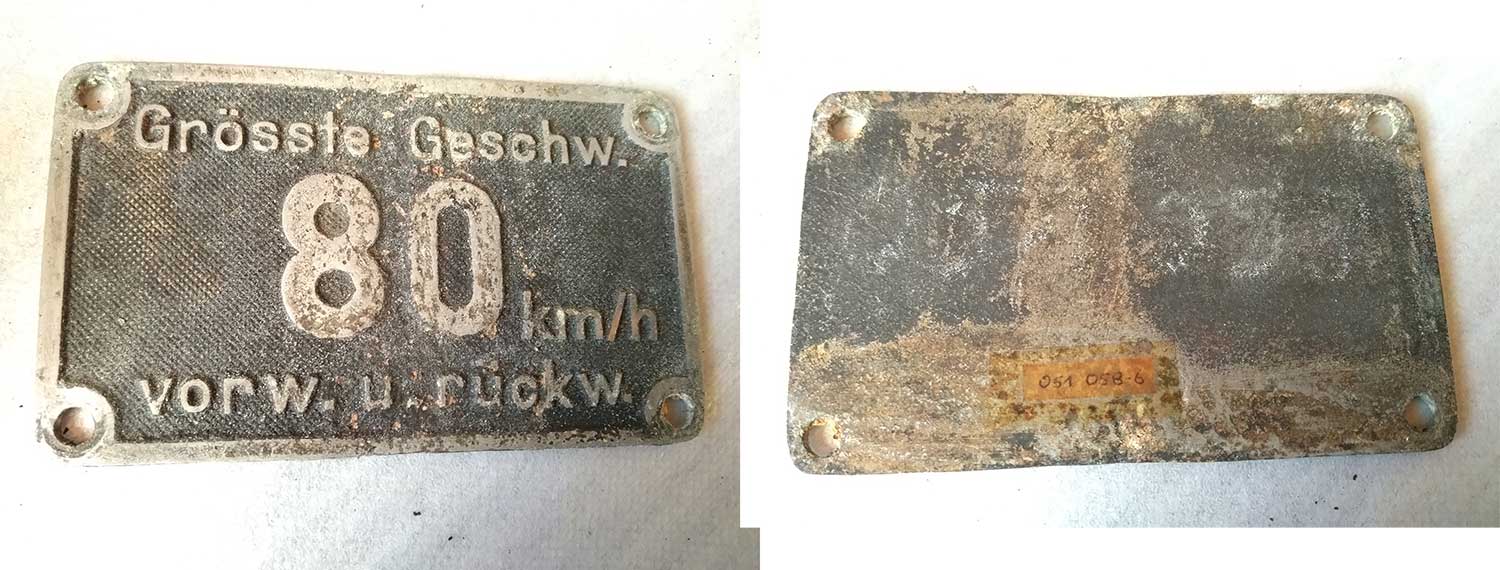 Grösste Geschw.
80 km/h
vorw. u. rückw.
051 058-6